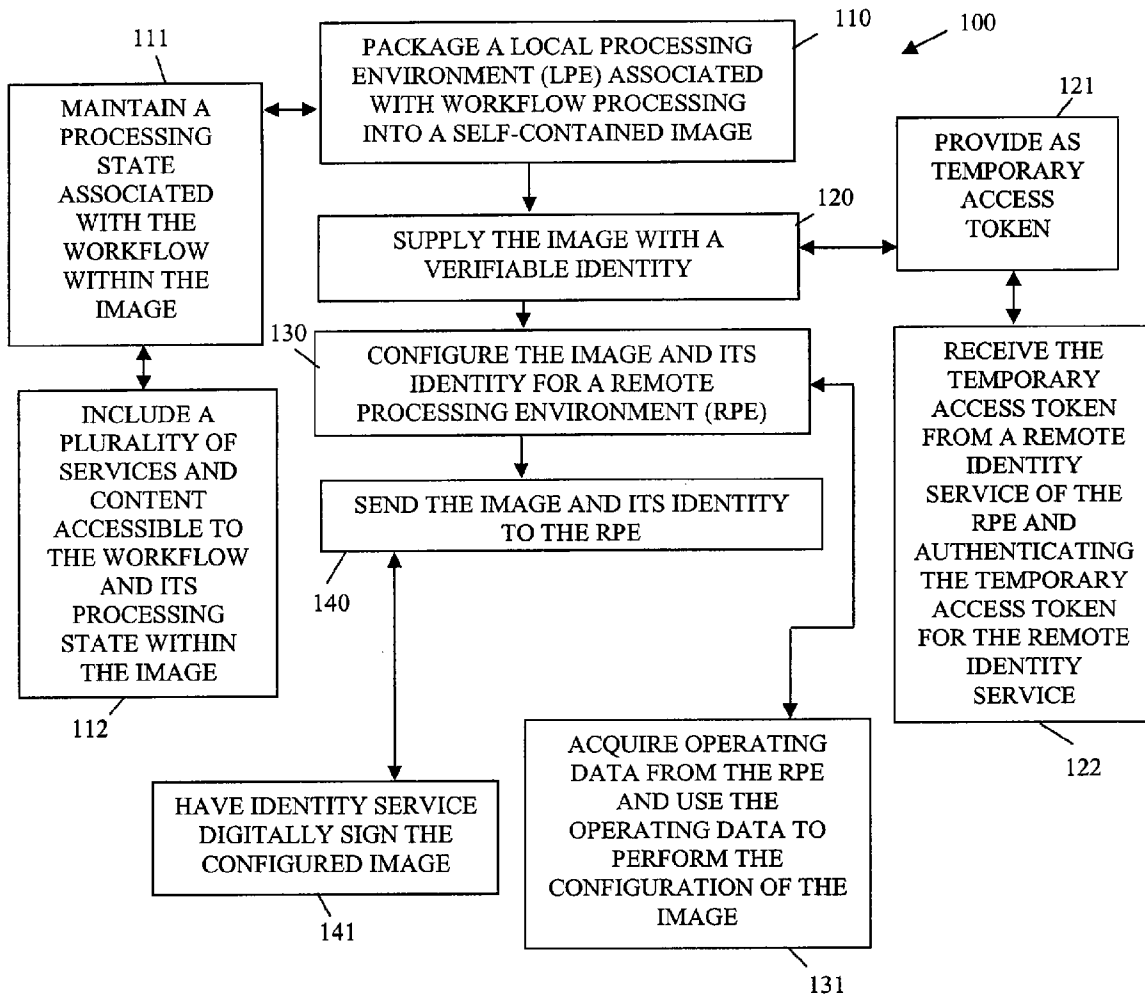 110
PACKAGE A LOCAL PROCESSING
ENVIRONMENT (LPE) ASSOCIATED
WITH WORKFLOW PROCESSING
INTO A SELF-CONTAINED IMAGE
100
111
MAINTAIN A
PROCESSING
STATE
ASSOCIATED
WITH THE
WORKFLOW
WITHIN THE
IMAGE
121
PROVIDE AS
TEMPORARY
ACCESS
TOKEN
120
SUPPLY THE IMAGE WITH A
VERIFIABLE IDENTITY
130
CONFIGURE THE IMAGE AND ITS
IDENTITY FOR A REMOTE
PROCESSING ENVIRONMENT (RPE)
INCLUDE A
PLURALITY OF
SERVICES AND
CONTENT
ACCESSIBLE TO
THE WORKFLOW
AND ITS
PROCESSING
STATE WITHIN
THE IMAGE
112
RECEIVE THE
TEMPORARY
ACCESS TOKEN
FROM A REMOTE
IDENTITY
SERVICE OF THE
RPE AND
AUTHENTICATING
THE TEMPORARY
ACCESS TOKEN
FOR THE REMOTE
IDENTITY
SERVICE
122
SEND THE IMAGE AND ITS IDENTITY
TO THE RPE
140
HAVE IDENTITY SERVICE
DIGITALLY SIGN THE
CONFIGURED IMAGE
141
ACQUIRE OPERATING
DATA FROM THE RPE
AND USE THE
OPERATING DATA TO
PERFORM THE
CONFIGURATION OF THE
IMAGE
131